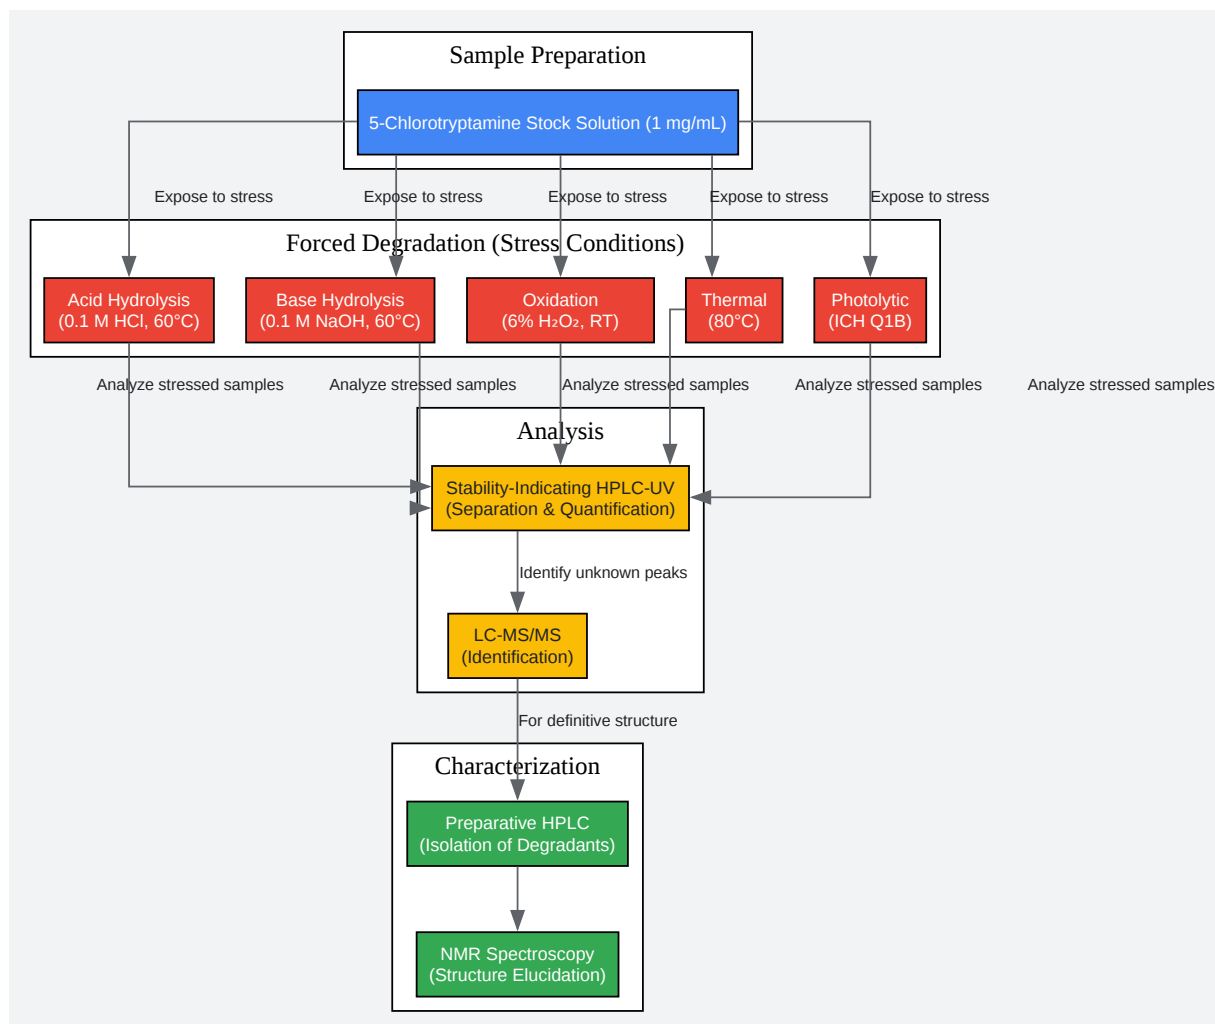 Sample Preparation
5-Chlorotryptamine Stock Solution (1 mg/mL)
Expose to stress
Expose to stress
Expose to stress
Expose to stress
Expose to stress
Forced Degradation (Stress Conditions)
Acid Hydrolysis
(0.1 M HCl, 60°C)
Base Hydrolysis
(0.1 M NaOH, 60°C)
Oxidation
(6% H₂O₂, RT)
Thermal
(80°C)
Photolytic
(ICH Q1B)
Analyze stressed samples
Analyze stressed samples
Analyze stressed samples
Analyze stressed samples
Analyze stressed samples
Analysis
Stability-Indicating HPLC-UV
(Separation & Quantification)
Identify unknown peaks
LC-MS/MS
(Identification)
For definitive structure
Characterization
Preparative HPLC
(Isolation of Degradants)
NMR Spectroscopy
(Structure Elucidation)